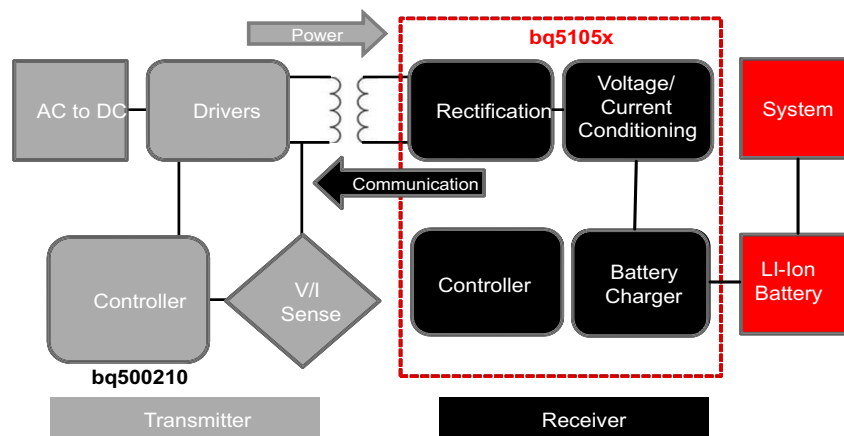 Power
bq5105x
AC to DC
Drivers
Rectification
Voltage/
Current
Conditioning
System
Communication
Controller
V/I
Sense
Controller
Battery
Charger
LI-Ion
Battery
bq500210
Transmitter
Receiver